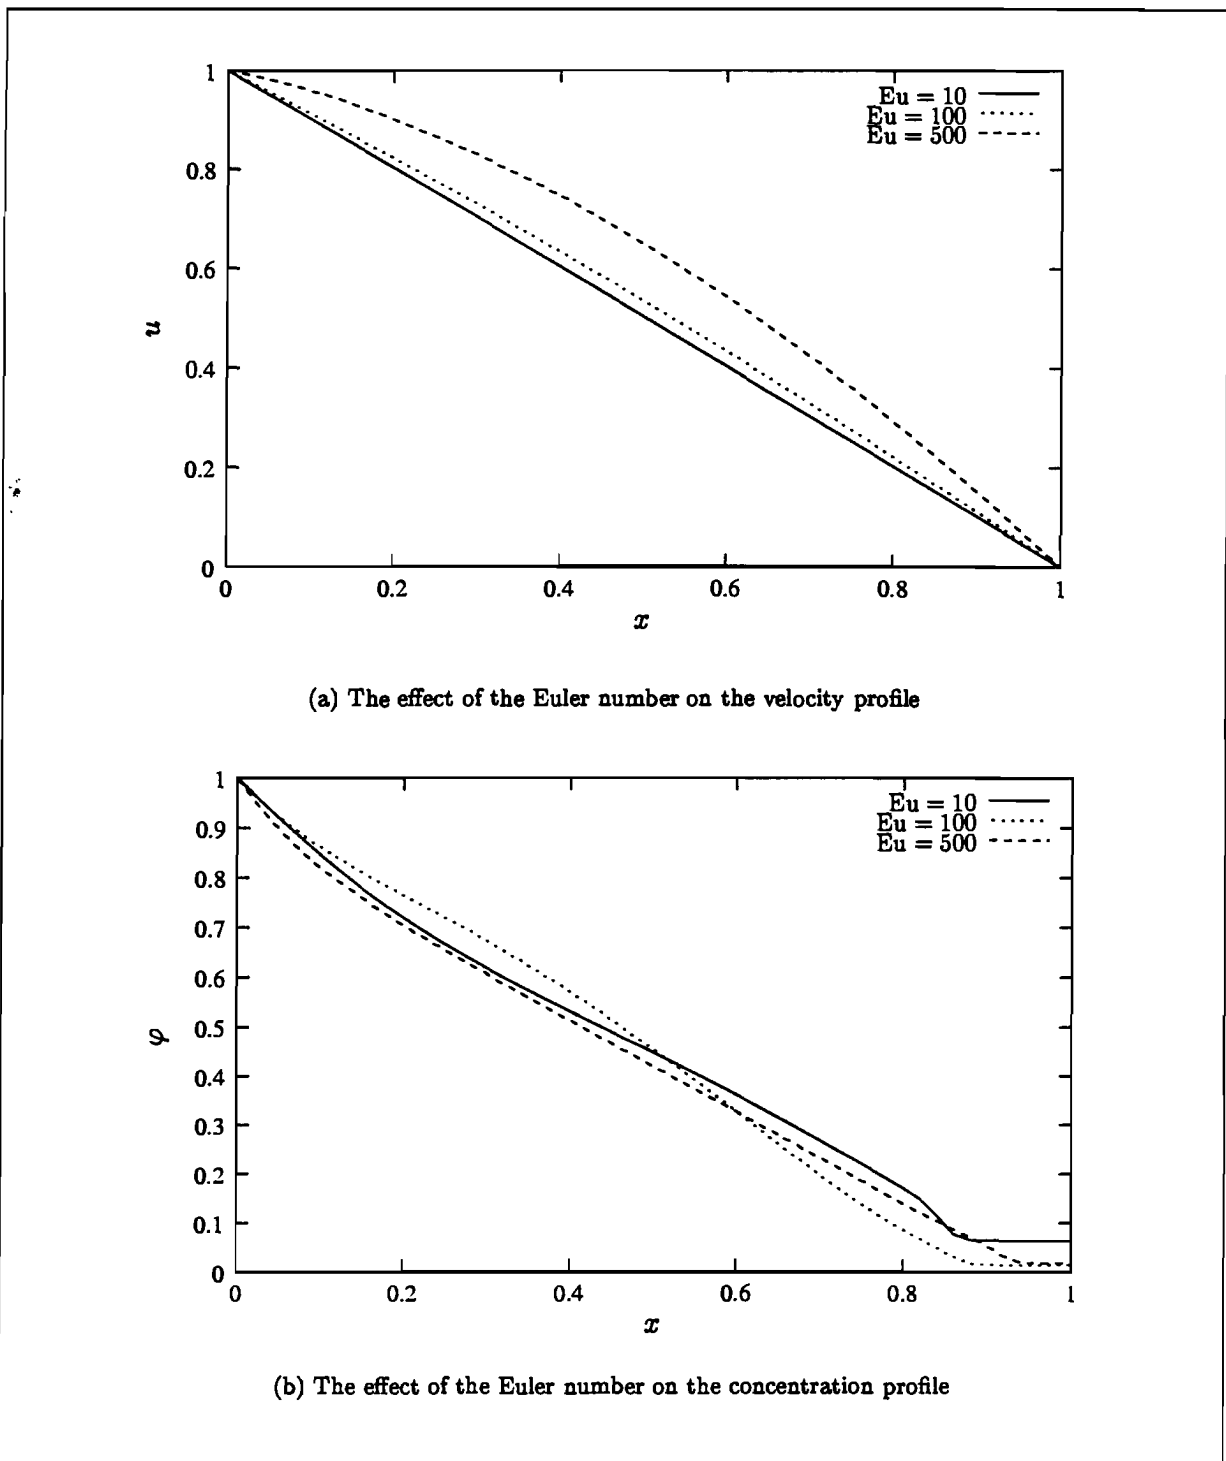 1
0.8
0.6
0.4
0.2
0
u
Eu = 10
Eu = 100
Eu = 500
0 0.2 0.4 0.6 0.8 1
x
(a) The effect of the Euler number on the velocity profile
1
0.9
0.8
0.7
0.6
0.5
0.4
0.3
0.2
0.1
0
φ
Eu = 10
Eu = 100
Eu = 500
0 0.2 0.4 0.6 0.8 1
x
(b) The effect of the Euler number on the concentration profile